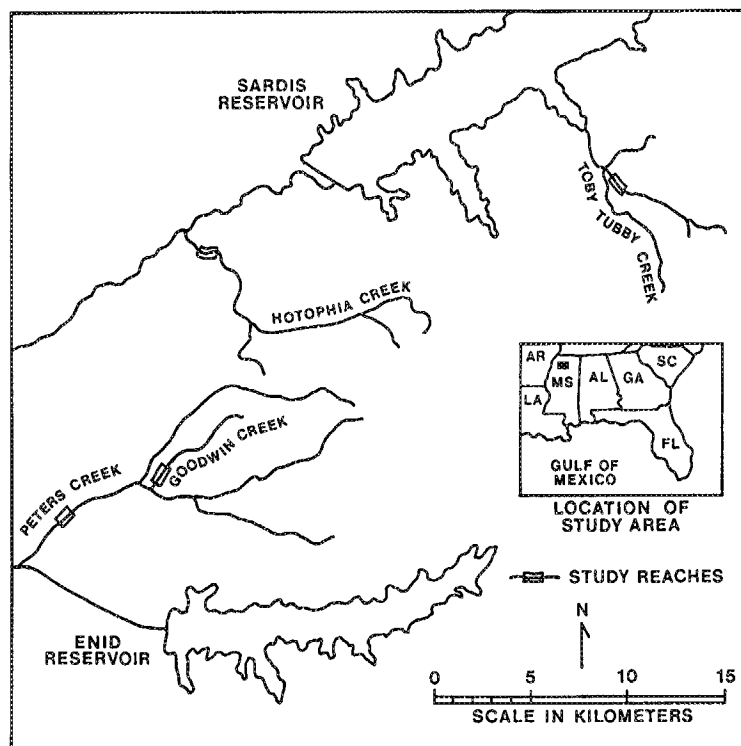 SARDIS
RESERVOIR
TOBY TUBBY CREEK
HOTOPHIA CREEK
AR
MS
AL
GA
SC
LA
FL
GULF OF
MEXICO
LOCATION OF
STUDY AREA
GOODWIN CREEK
PETERS CREEK
STUDY REACHES
ENID
RESERVOIR
N
0 5 10 15
SCALE IN KILOMETERS